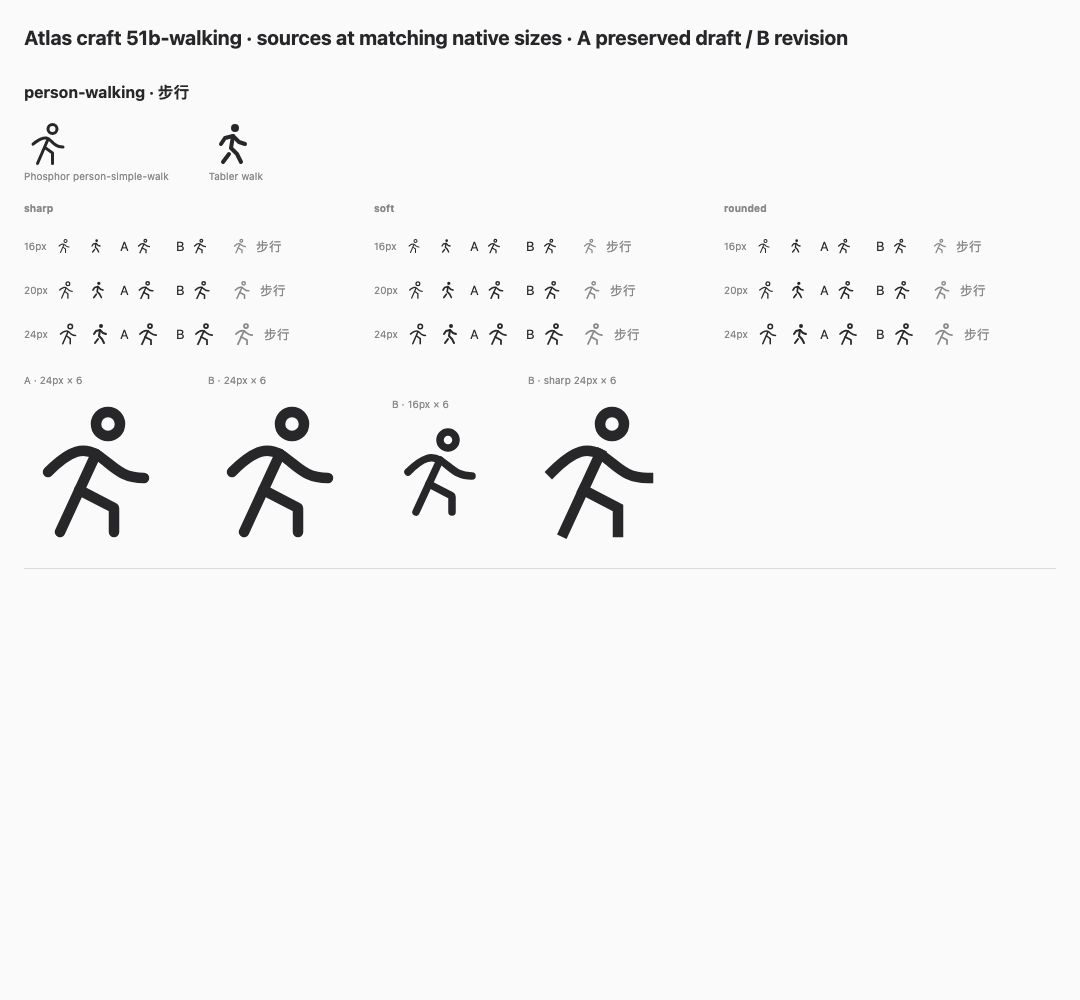 Atlas craft 51b-walking · sources at matching native sizes · A preserved draft / B revision
person-walking · 步行
Phosphor person-simple-walk
Tabler walk
sharp
soft
rounded
16px A B 步行
16px A B 步行
16px A B 步行
20px A B 步行
20px A B 步行
20px A B 步行
24px A B 步行
24px A B 步行
24px A B 步行
A · 24px × 6
B · 24px × 6
B · 16px × 6
B · sharp 24px × 6